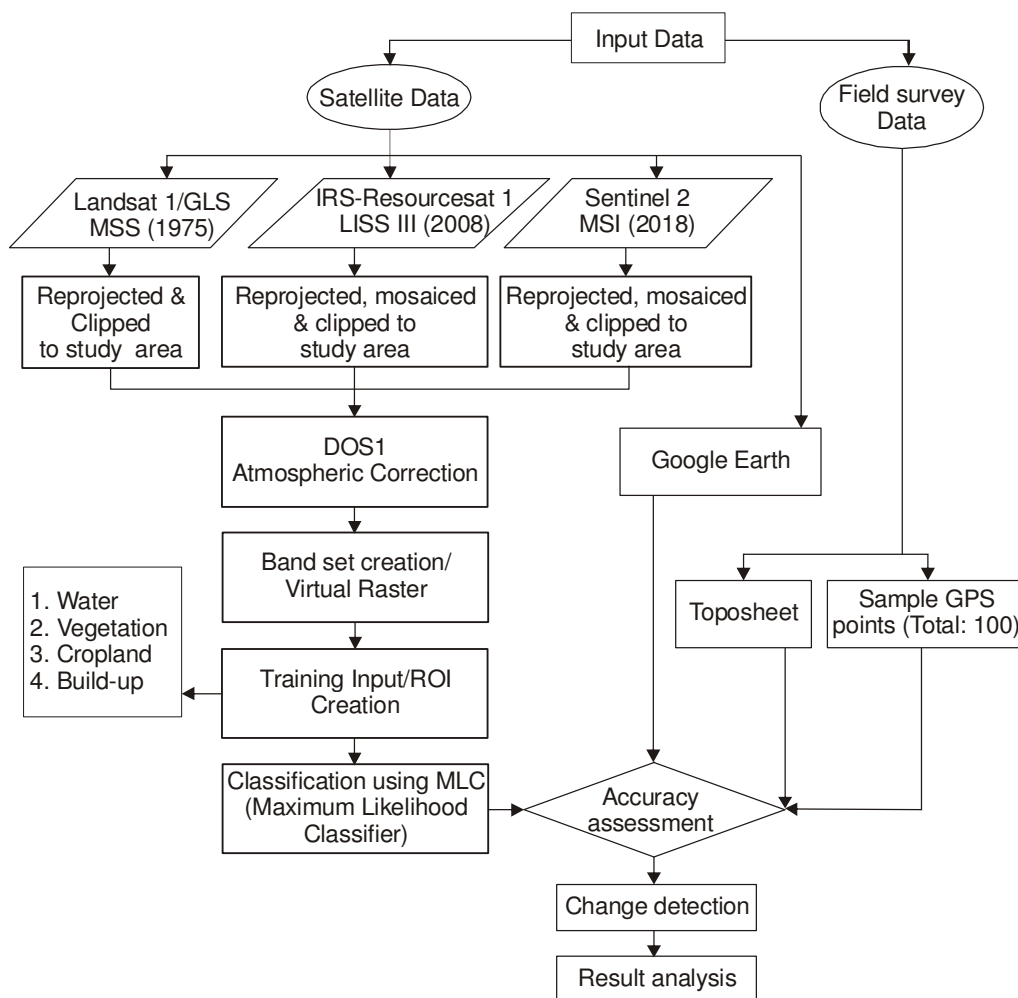 Input Data
Satellite Data
Field survey
Data
Landsat 1/GLS
MSS (1975)
IRS-Resourcesat 1
LISS III (2008)
Sentinel 2
MSI (2018)
Reprojected &
Clipped
to study area
Reprojected, mosaiced
& clipped to
study area
Reprojected, mosaiced
& clipped to
study area
DOS1
Atmospheric Correction
Google Earth
Band set creation/
Virtual Raster
1. Water
2. Vegetation
3. Cropland
4. Build-up
Toposheet
Sample GPS
points (Total: 100)
Training Input/ROI
Creation
Classification using MLC
(Maximum Likelihood
Classifier)
Accuracy
assessment
Change detection
Result analysis